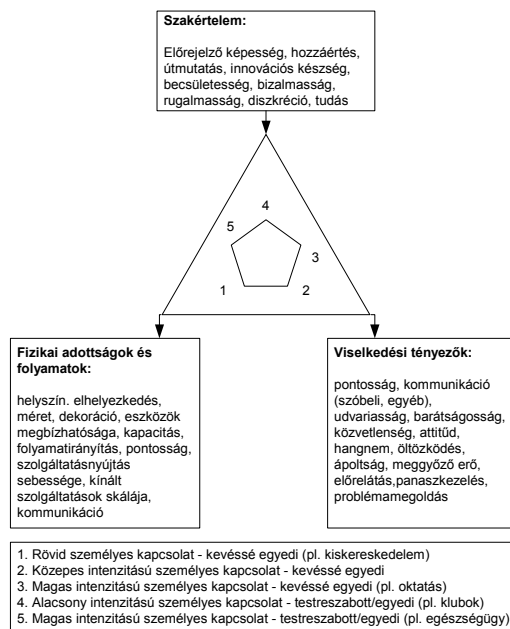 Szakértelem:
Előrejelző képesség, hozzáértés,
útmutatás, innovációs készség,
becsületesség, bizalmasság,
rugalmasság, diszkréció, tudás
4
5
3
1
2
Fizikai adottságok és
folyamatok:
helyszín. elhelyezkedés,
méret, dekoráció, eszközök
megbízhatósága, kapacitás,
folyamatirányítás, pontosság,
szolgáltatásnyújtás
sebessége, kínált
szolgáltatások skálája,
kommunikáció
Viselkedési tényezők:
pontosság, kommunikáció
(szóbeli, egyéb),
udvariasság, barátságosság,
közvetlenség, attitűd,
hangnem, öltözködés,
ápoltság, meggyőző erő,
előrelátás,panaszkezelés,
problémamegoldás
1. Rövid személyes kapcsolat - kevéssé egyedi (pl. kiskereskedelem)
2. Közepes intenzitású személyes kapcsolat - kevéssé egyedi
3. Magas intenzitású személyes kapcsolat - kevéssé egyedi (pl. oktatás)
4. Alacsony intenzitású személyes kapcsolat - testreszabott/egyedi (pl. klubok)
5. Magas intenzitású személyes kapcsolat - testreszabott/egyedi (pl. egészségügy)